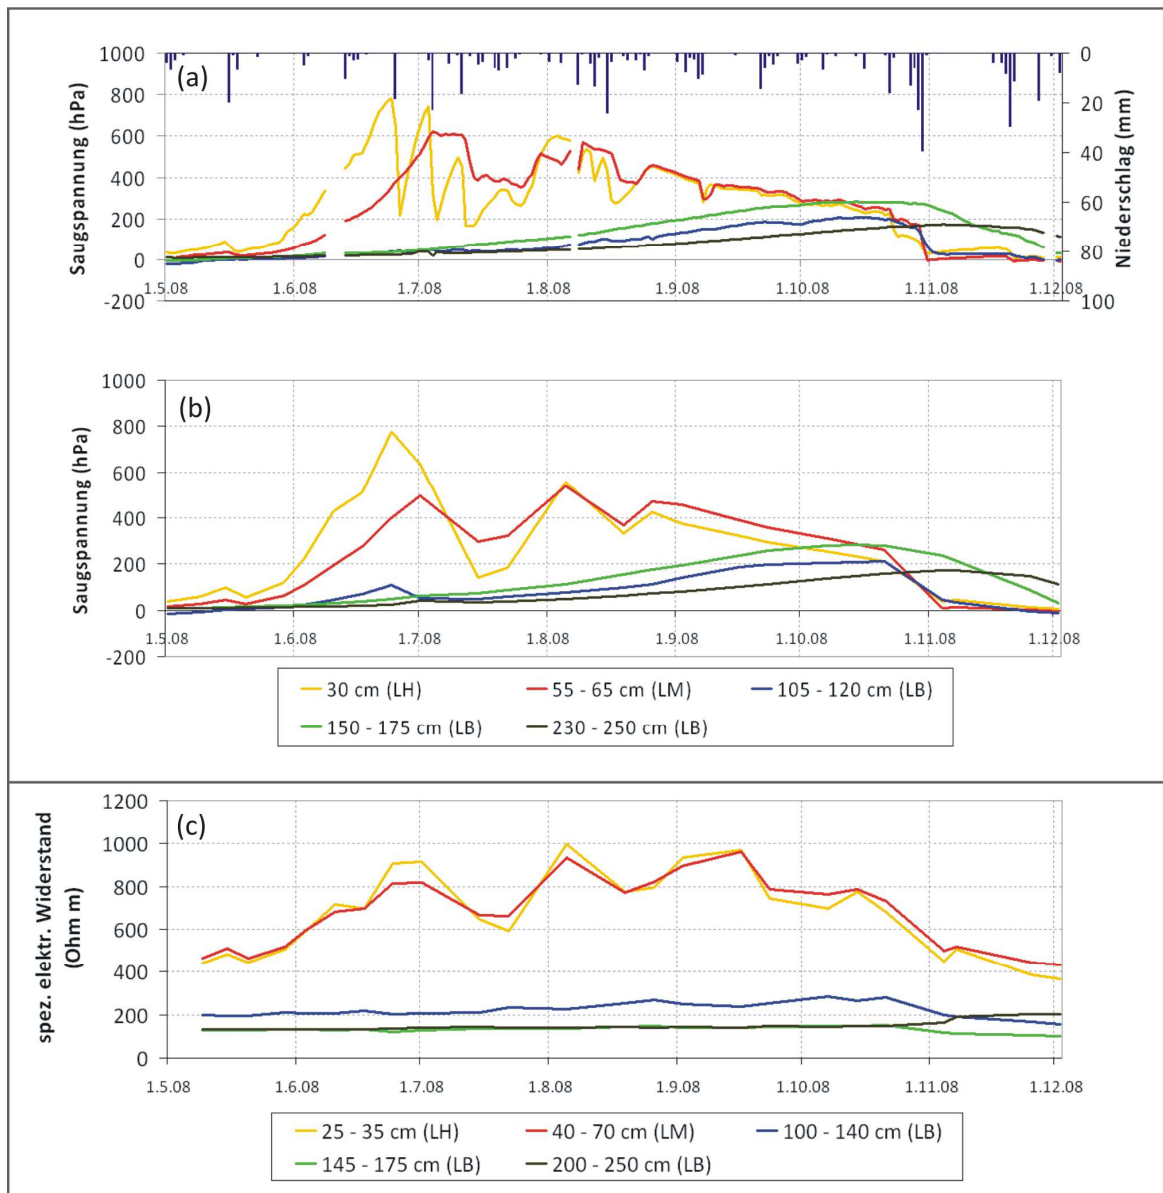 (a)
Saugspannung (hPa)
1000
800
600
400
200
0
-200
0
20
40
60
80
100
Niederschlag (mm)
1.5.08 1.6.08 1.7.08 1.8.08 1.9.08 1.10.08 1.11.08 1.12.08
(b)
Saugspannung (hPa)
1000
800
600
400
200
0
-200
1.5.08 1.6.08 1.7.08 1.8.08 1.9.08 1.10.08 1.11.08 1.12.08
30 cm (LH) 55 - 65 cm (LM) 105 - 120 cm (LB)
150 - 175 cm (LB) 230 - 250 cm (LB)
(c)
spez. elektr. Widerstand
(Ohm m)
1200
1000
800
600
400
200
0
1.5.08 1.6.08 1.7.08 1.8.08 1.9.08 1.10.08 1.11.08 1.12.08
25 - 35 cm (LH) 40 - 70 cm (LM) 100 - 140 cm (LB)
145 - 175 cm (LB) 200 - 250 cm (LB)